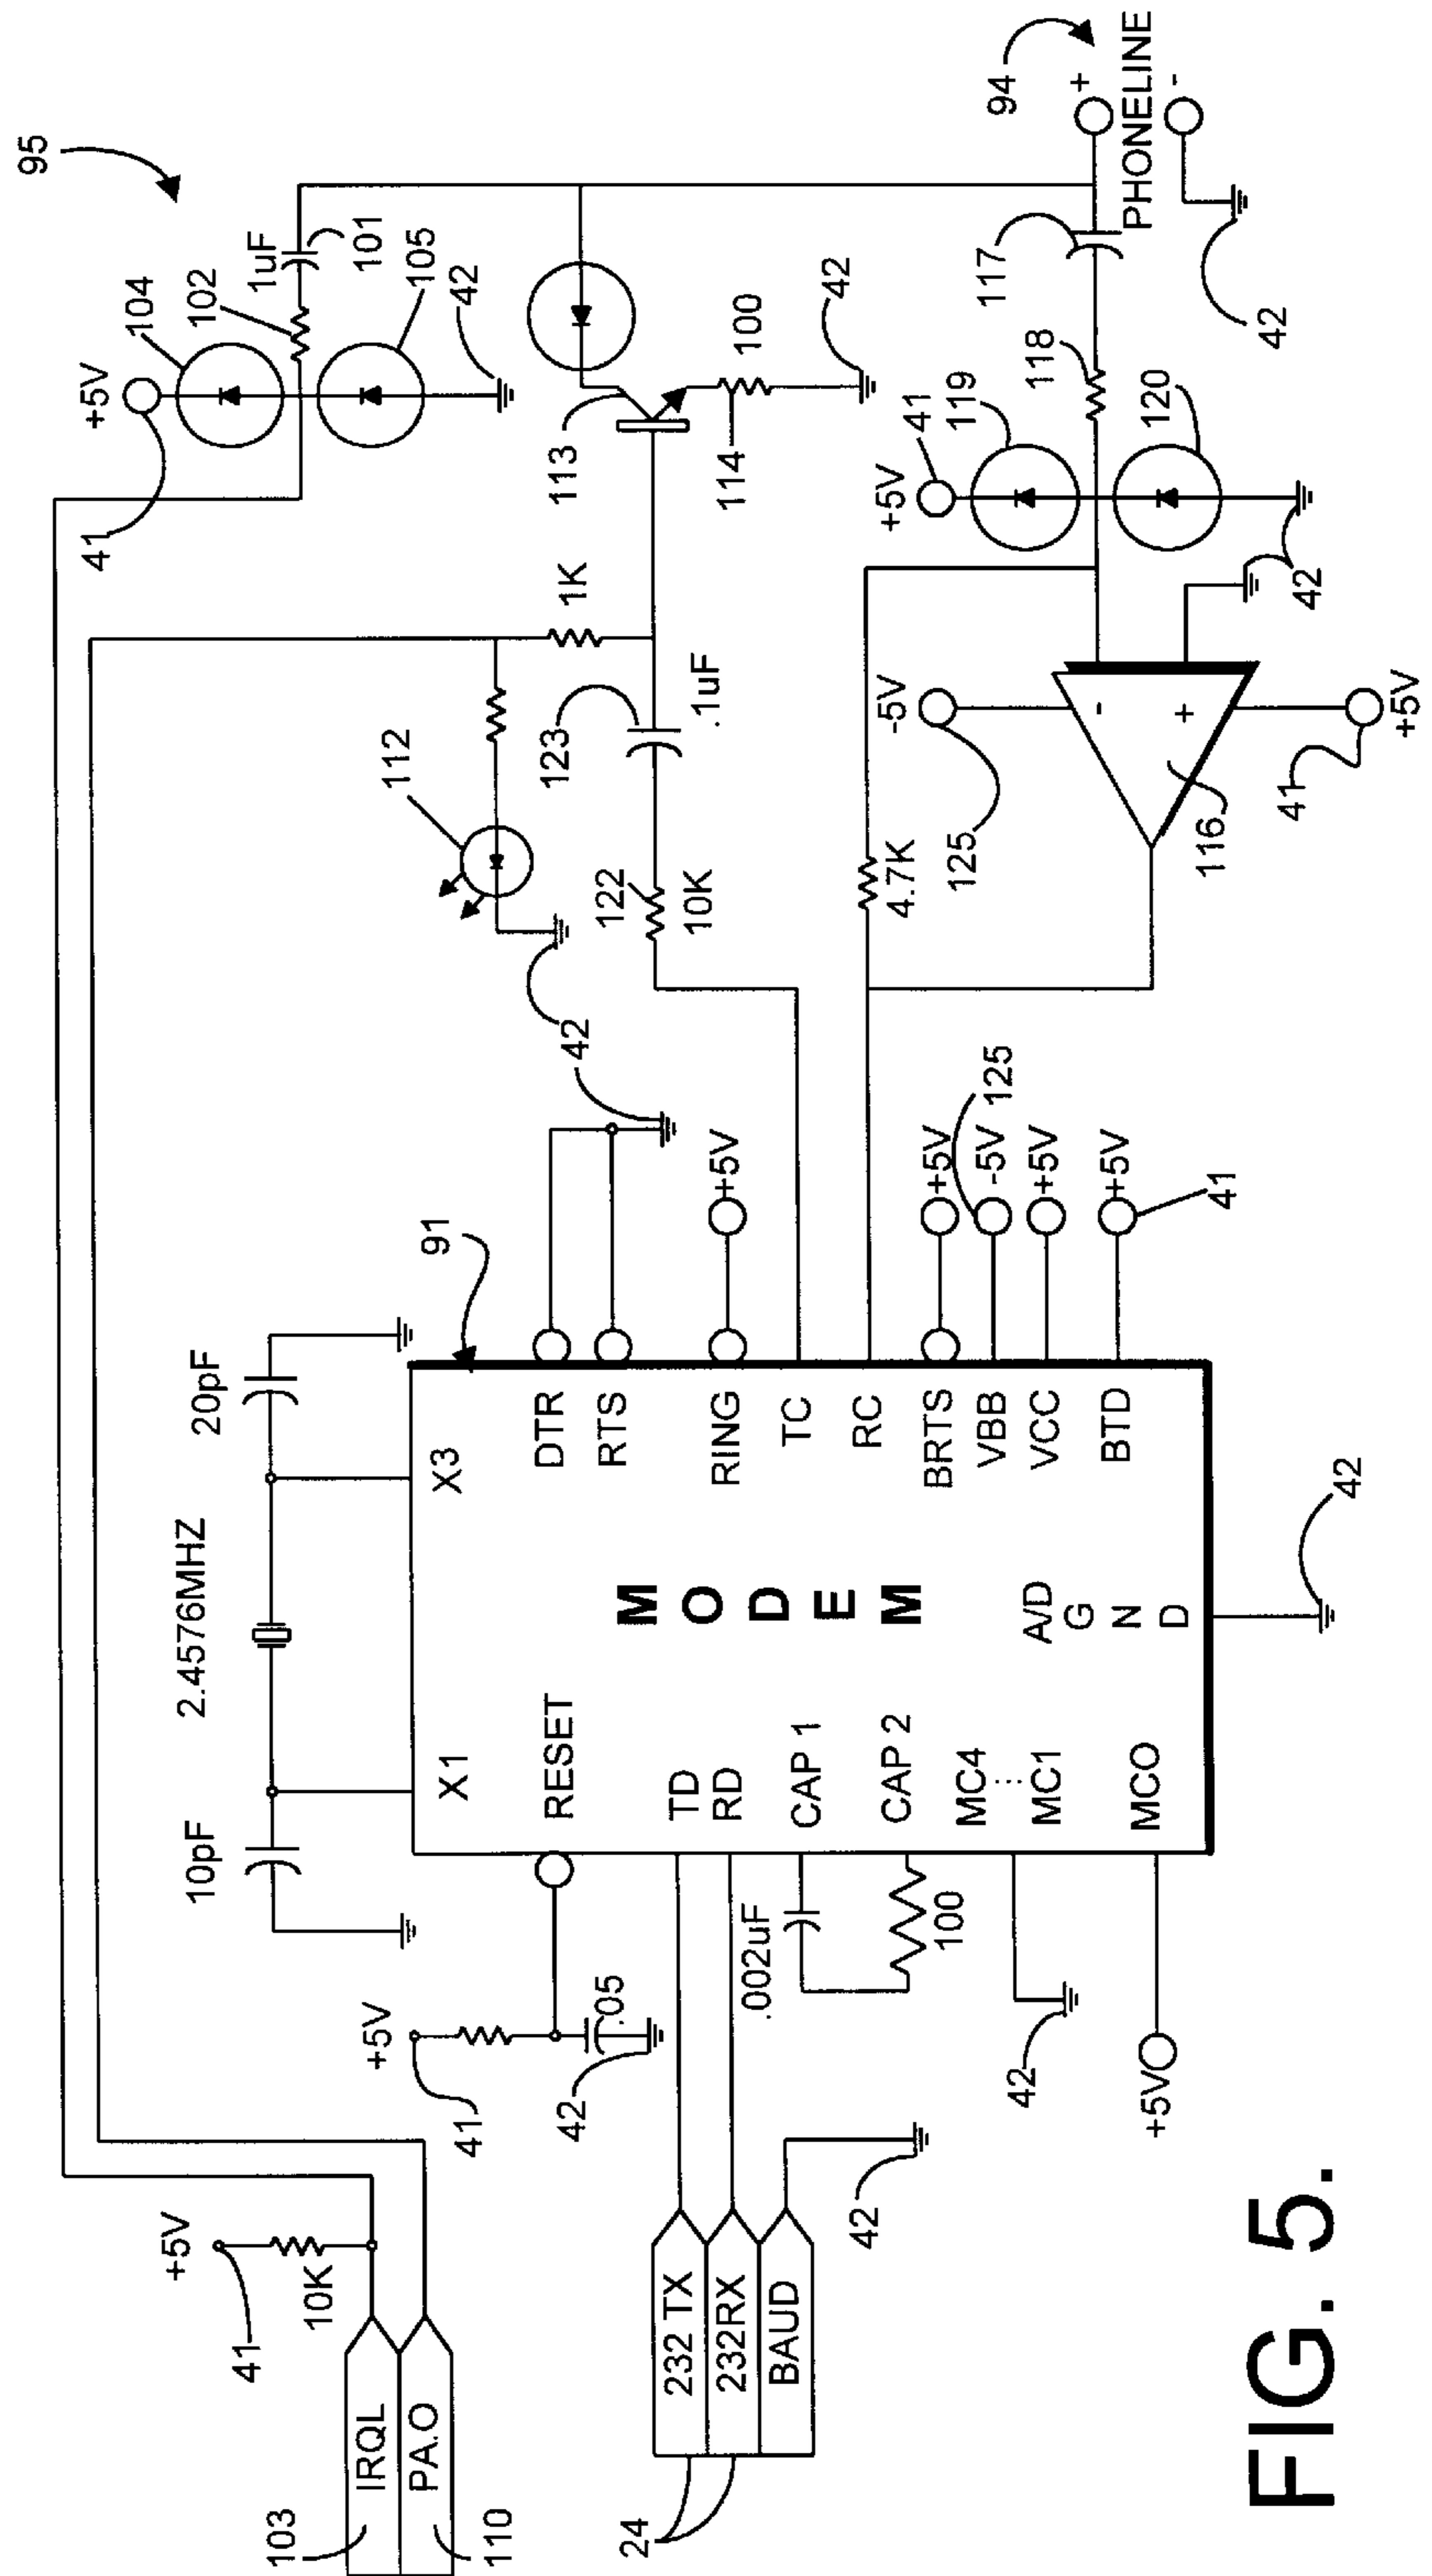 95
94
+5V
104
102
1uF
101
105
42
41
+
PHONELINE
-
42
113
100
42
114
117
118
119
120
41
+5V
42
1K
112
123
.1uF
122
10K
42
-5V
125
4.7K
-
+
116
41
+5V
2.4576MHZ
10pF
20pF
91
42
X1
X3
RESET
DTR
RTS
RING
+5V
TD
RD
TC
RC
CAP 1
CAP 2
BRTS
+5V
VBB
-5V
125
VCC
+5V
BTD
+5V
41
MC4
MC1
MCO
MODEM
A/D
G
N
D
42
+5V
41
.05
42
.002uF
100
42
+5V
+5V
41
10K
IRQL
PA.O
103
110
232 TX
232RX
BAUD
24
42
FIG. 5.